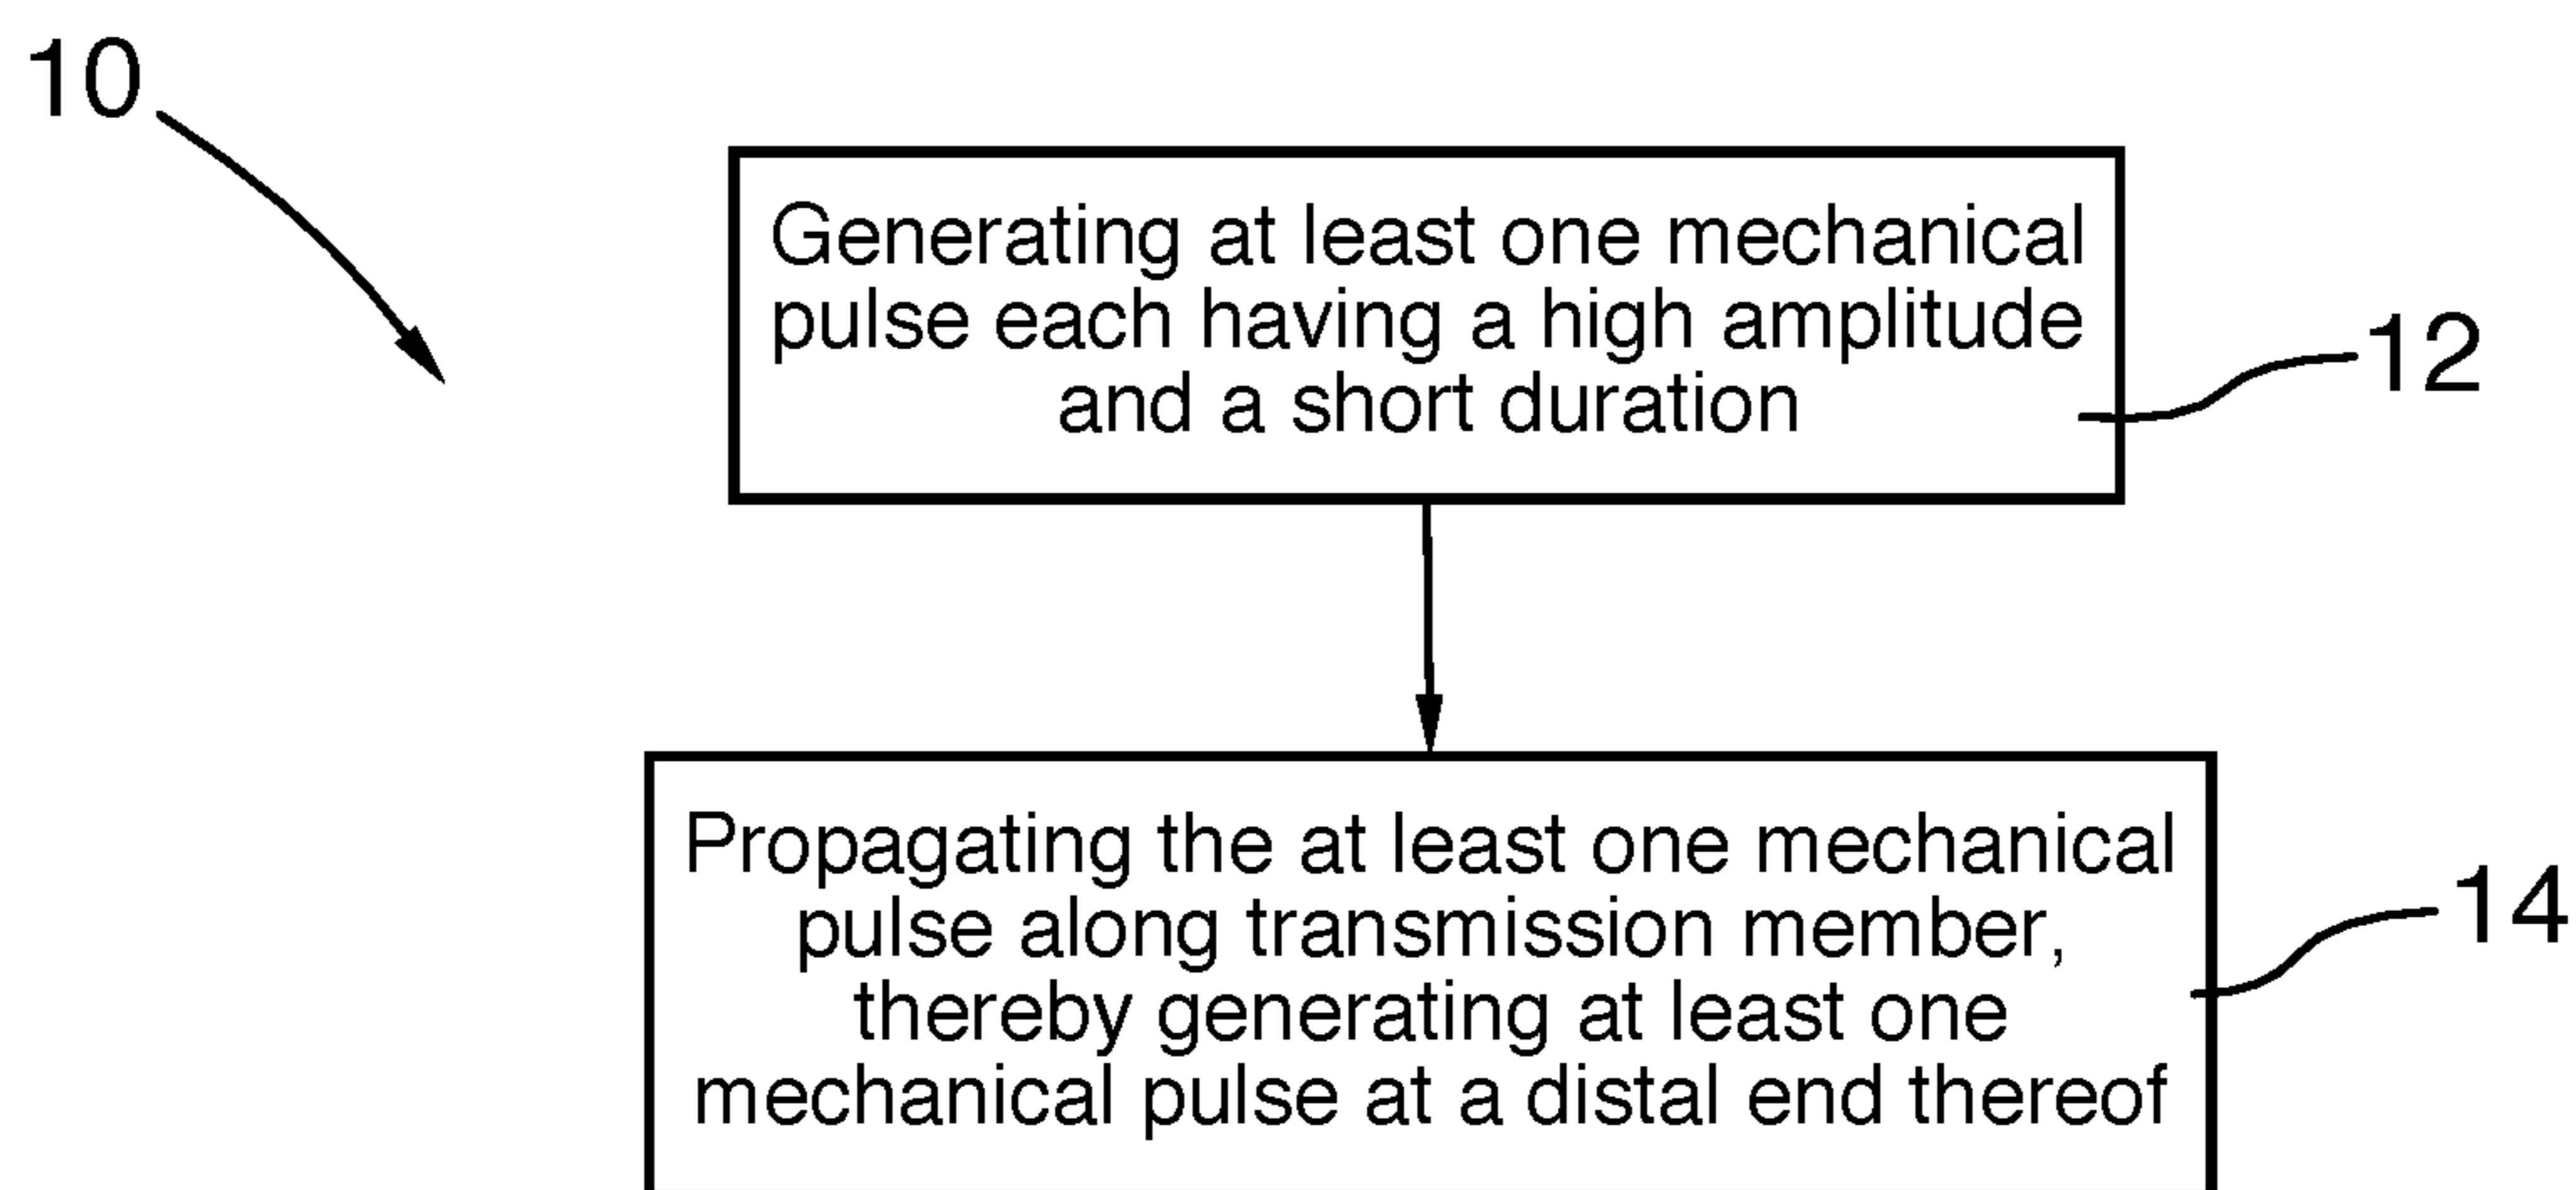 10
Generating at least one mechanical
pulse each having a high amplitude
and a short duration
12
Propagating the at least one mechanical
pulse along transmission member,
thereby generating at least one
mechanical pulse at a distal end thereof
14